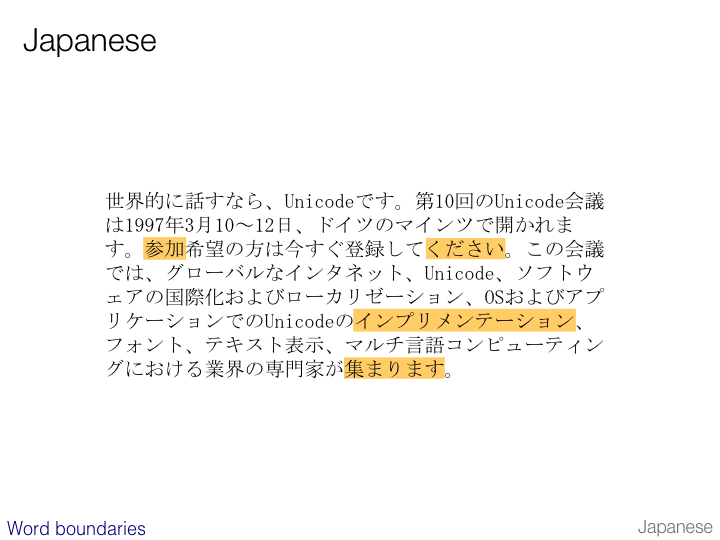 Japanese
世界的に話すなら、Unicodeです。第10回のUnicode会議
は1997年3月10～12日、ドイツのマインツで開かれま
す。参加希望の方は今すぐ登録してください。この会議
では、グローバルなインタネット、Unicode、ソフトウ
ェアの国際化およびローカリゼーション、OSおよびアプ
リケーションでのUnicodeのインプリメンテーション、
フォント、テキスト表示、マルチ言語コンピューティン
グにおける業界の専門家が集まります。
Word boundaries
Japanese